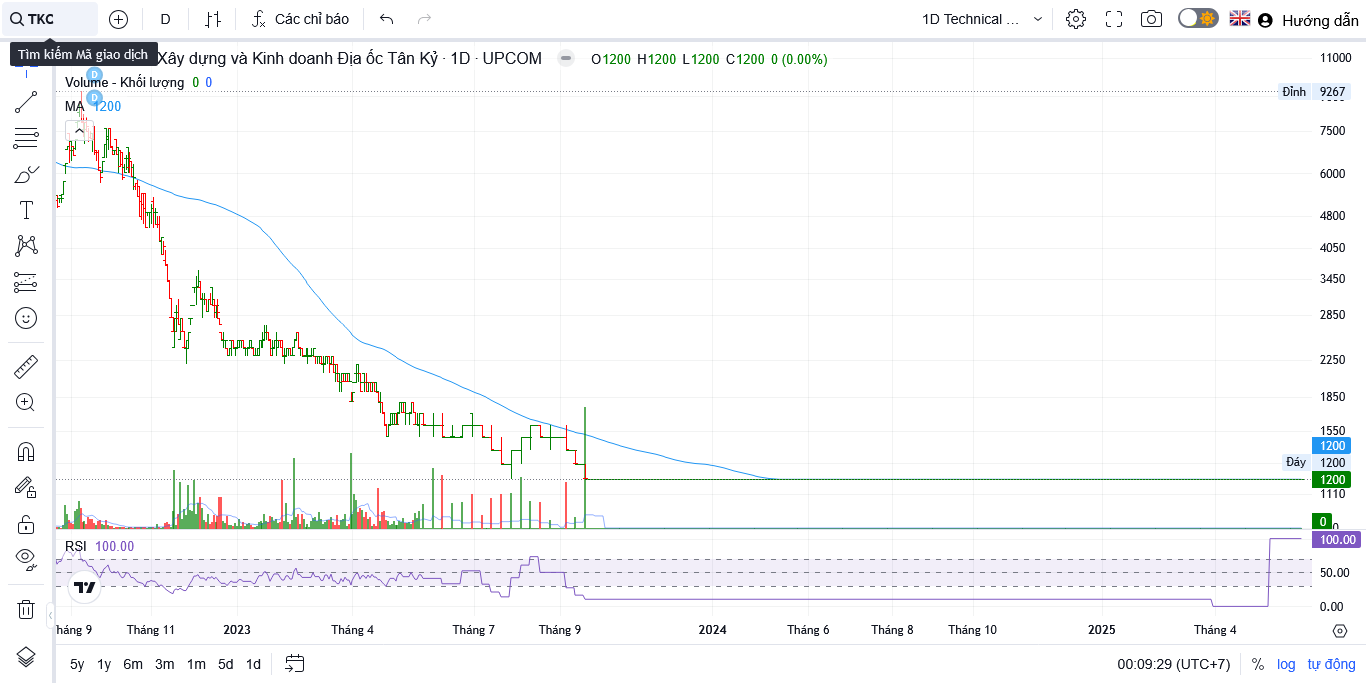 TKC D Các chỉ báo 1D Technical ... Hướng dẫn
Tìm kiếm Mã giao dịch
Xây dựng và Kinh doanh Địa ốc Tân Kỷ · 1D · UPCOM O1200 H1200 L1200 C1200 0 (0.00%)
D
Volume - Khối lượng 0 0
D
MA 1200
11000
Đỉnh 9267
7500
6000
4800
4050
3450
2850
2250
1850
1550
1200
Đáy 1200
1200
1110
0
RSI 100.00
100.00
50.00
0.00
háng 9 Tháng 11 2023 Tháng 4 Tháng 7 Tháng 9 2024 Tháng 6 Tháng 8 Tháng 10 2025 Tháng 4
5y 1y 6m 3m 1m 5d 1d 00:09:29 (UTC+7) % log tự động